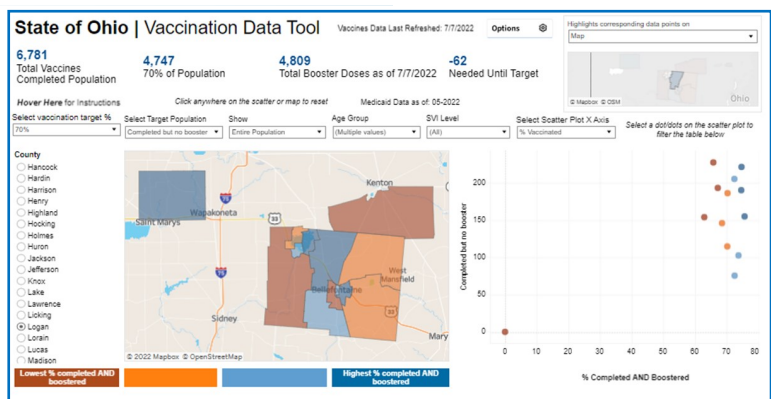 State of Ohio | Vaccination Data Tool
Vaccines Data Last Refreshed: 7/7/2022
Options
Highlights corresponding data points on
Map
6,781
Total Vaccines
Completed Population
4,747
70% of Population
4,809
Total Booster Doses as of 7/7/2022
-62
Needed Until Target
© Mapbox © OSM
Ohio
Hover Here for Instructions
Click anywhere on the scatter or map to reset
Medicaid Data as of: 05-2022
Select vaccination target %
70%
Select Target Population
Completed but no booster
Show
Entire Population
Age Group
(Multiple values)
SVI Level
(All)
Select Scatter Plot X Axis
% Vaccinated
Select a dot/dots on the scatter plot to
filter the table below
County
Hancock
Hardin
Harrison
Henry
Highland
Hocking
Holmes
Huron
Jackson
Jefferson
Knox
Lake
Lawrence
Licking
Logan
Lorain
Lucas
Madison
Kenton
Wapakoneta
Saint Marys
75
33
West
Mansfield
Bellefontaine
75
33
Sidney
Mary
© 2022 Mapbox © OpenStreetMap
Lowest % completed AND
boostered
Highest % completed AND
boostered
Completed but no booster
200
150
100
50
0
0 10 20 30 40 50 60 70 80
% Completed AND Boostered